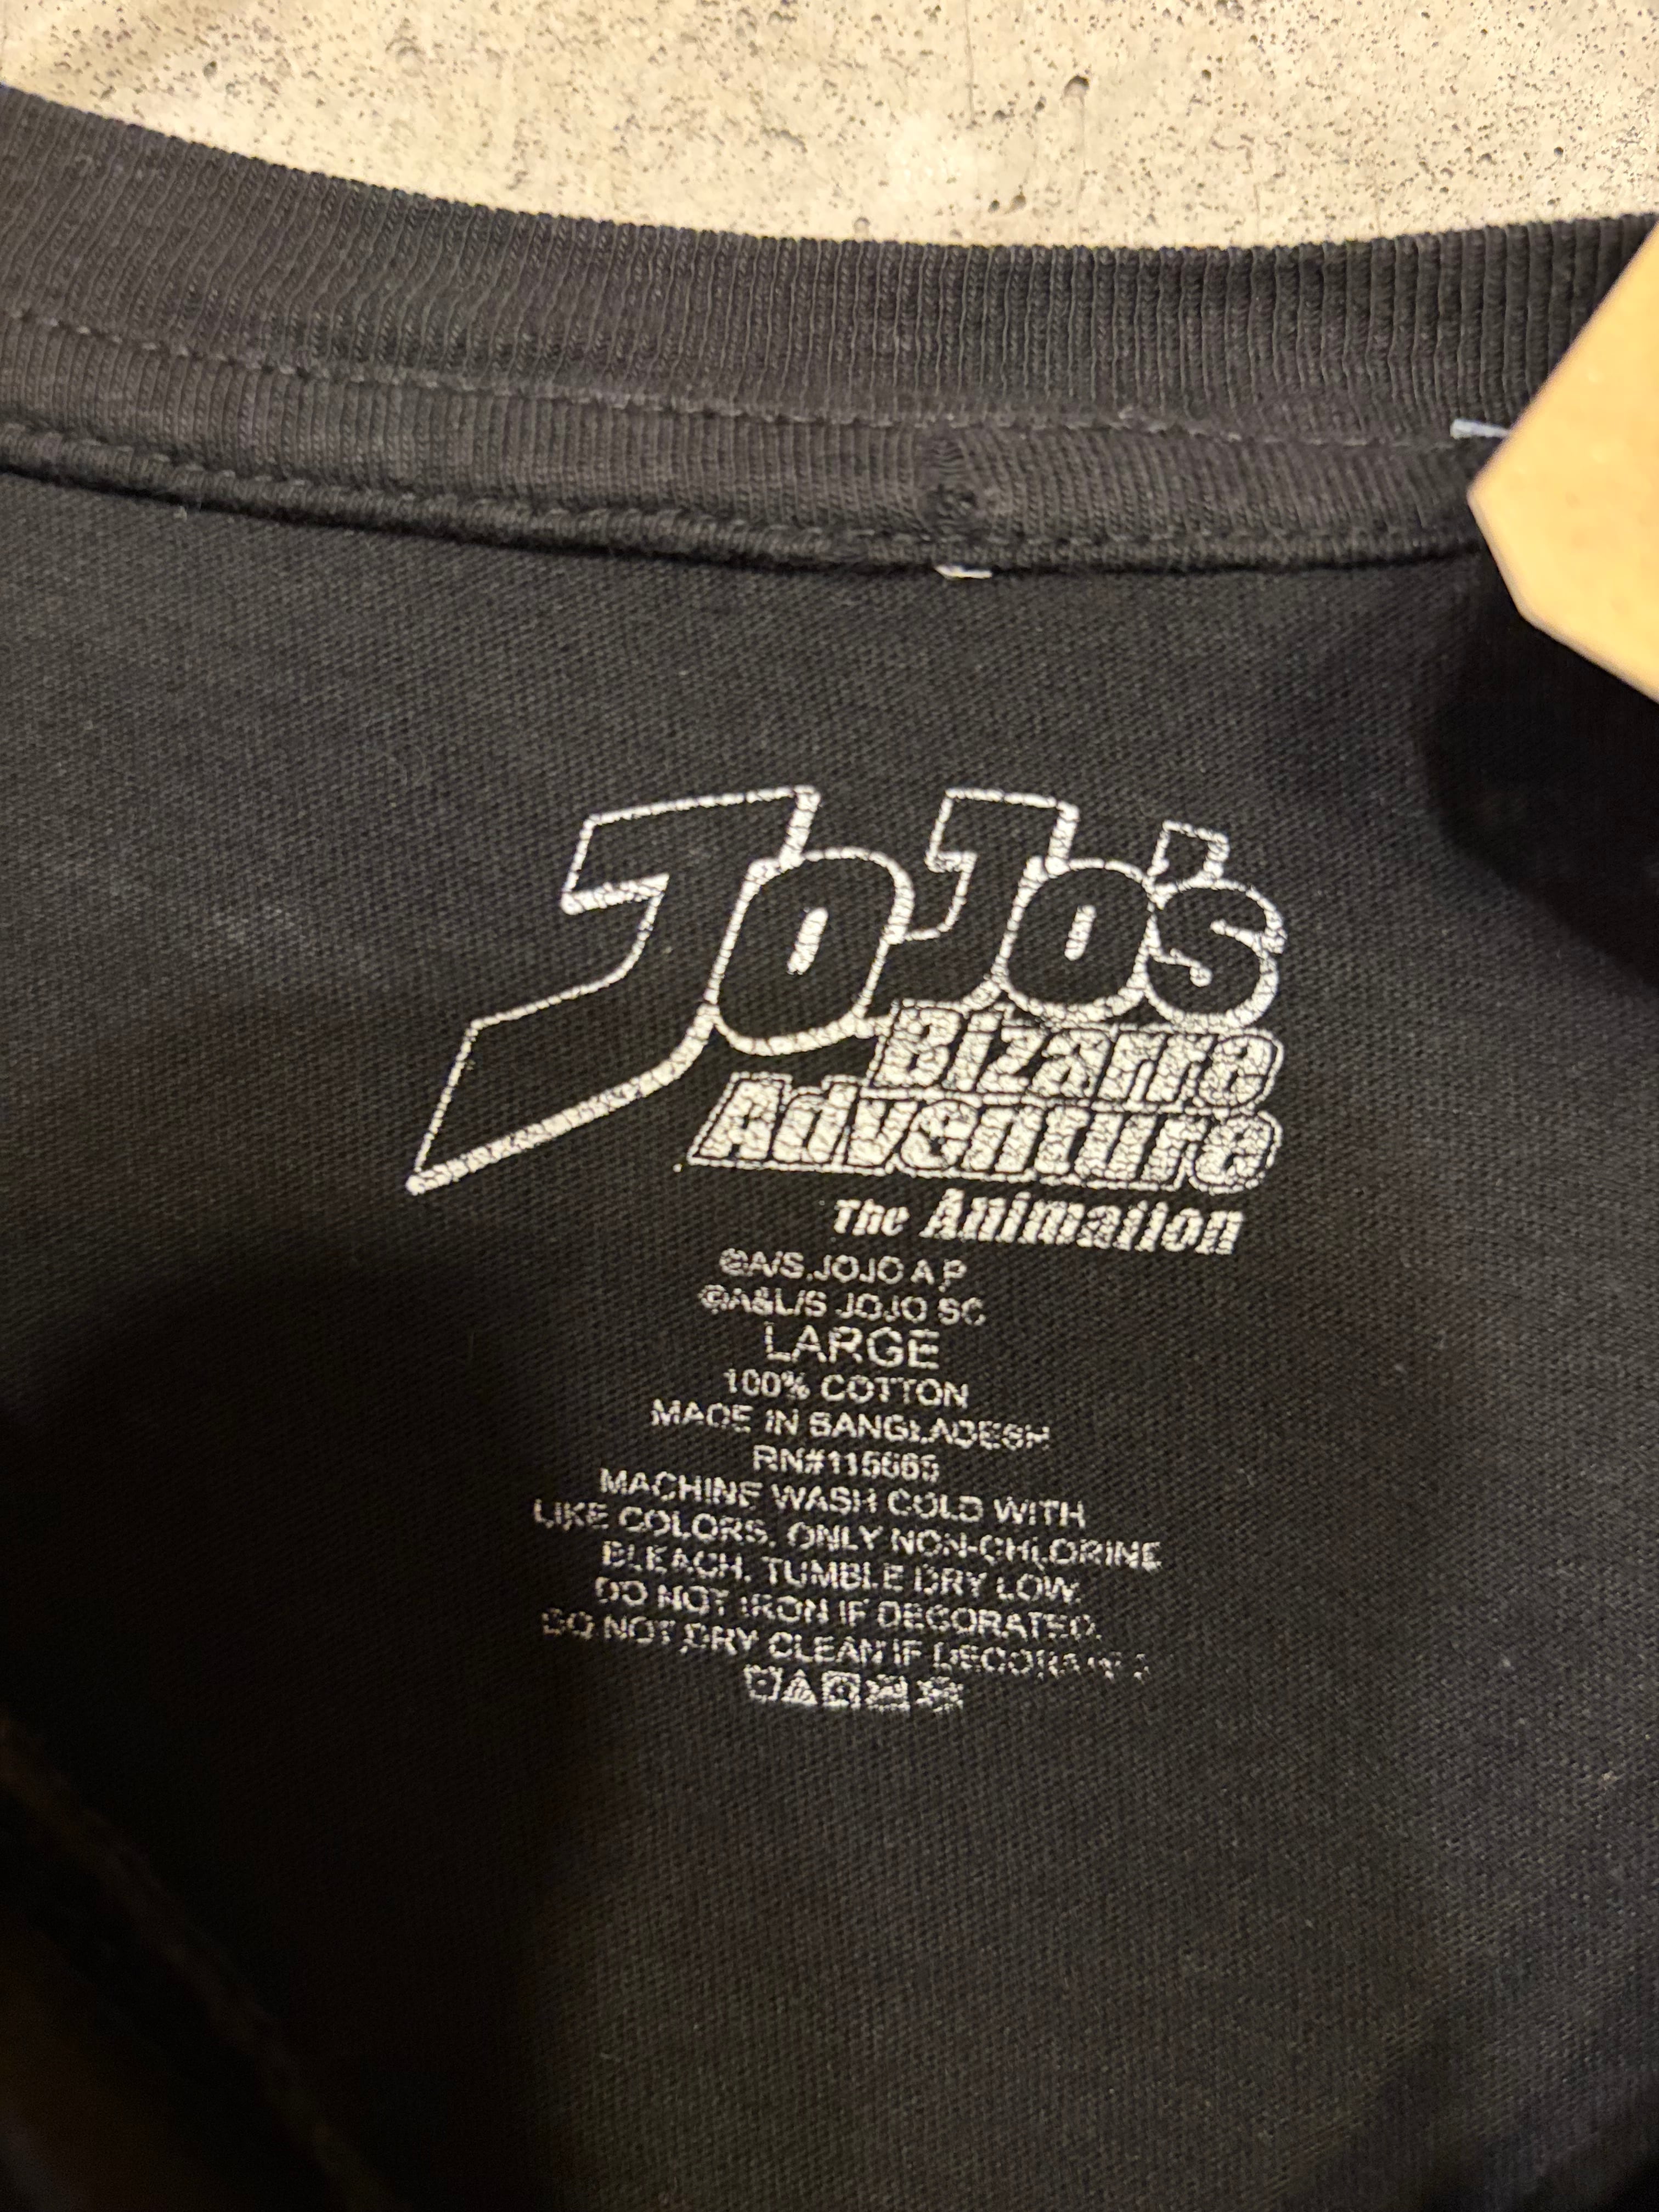 JoJo's
Bizarre
Adventure
The Animation
©A/S.JOJO A.P
©A&L/S JOJO SC
LARGE
100% COTTON
MADE IN BANGLADESH
RN#115665
MACHINE WASH COLD WITH
LIKE COLORS. ONLY NON-CHLORINE
BLEACH. TUMBLE DRY LOW.
DO NOT IRON IF DECORATED.
DO NOT DRY CLEAN IF DECORATED